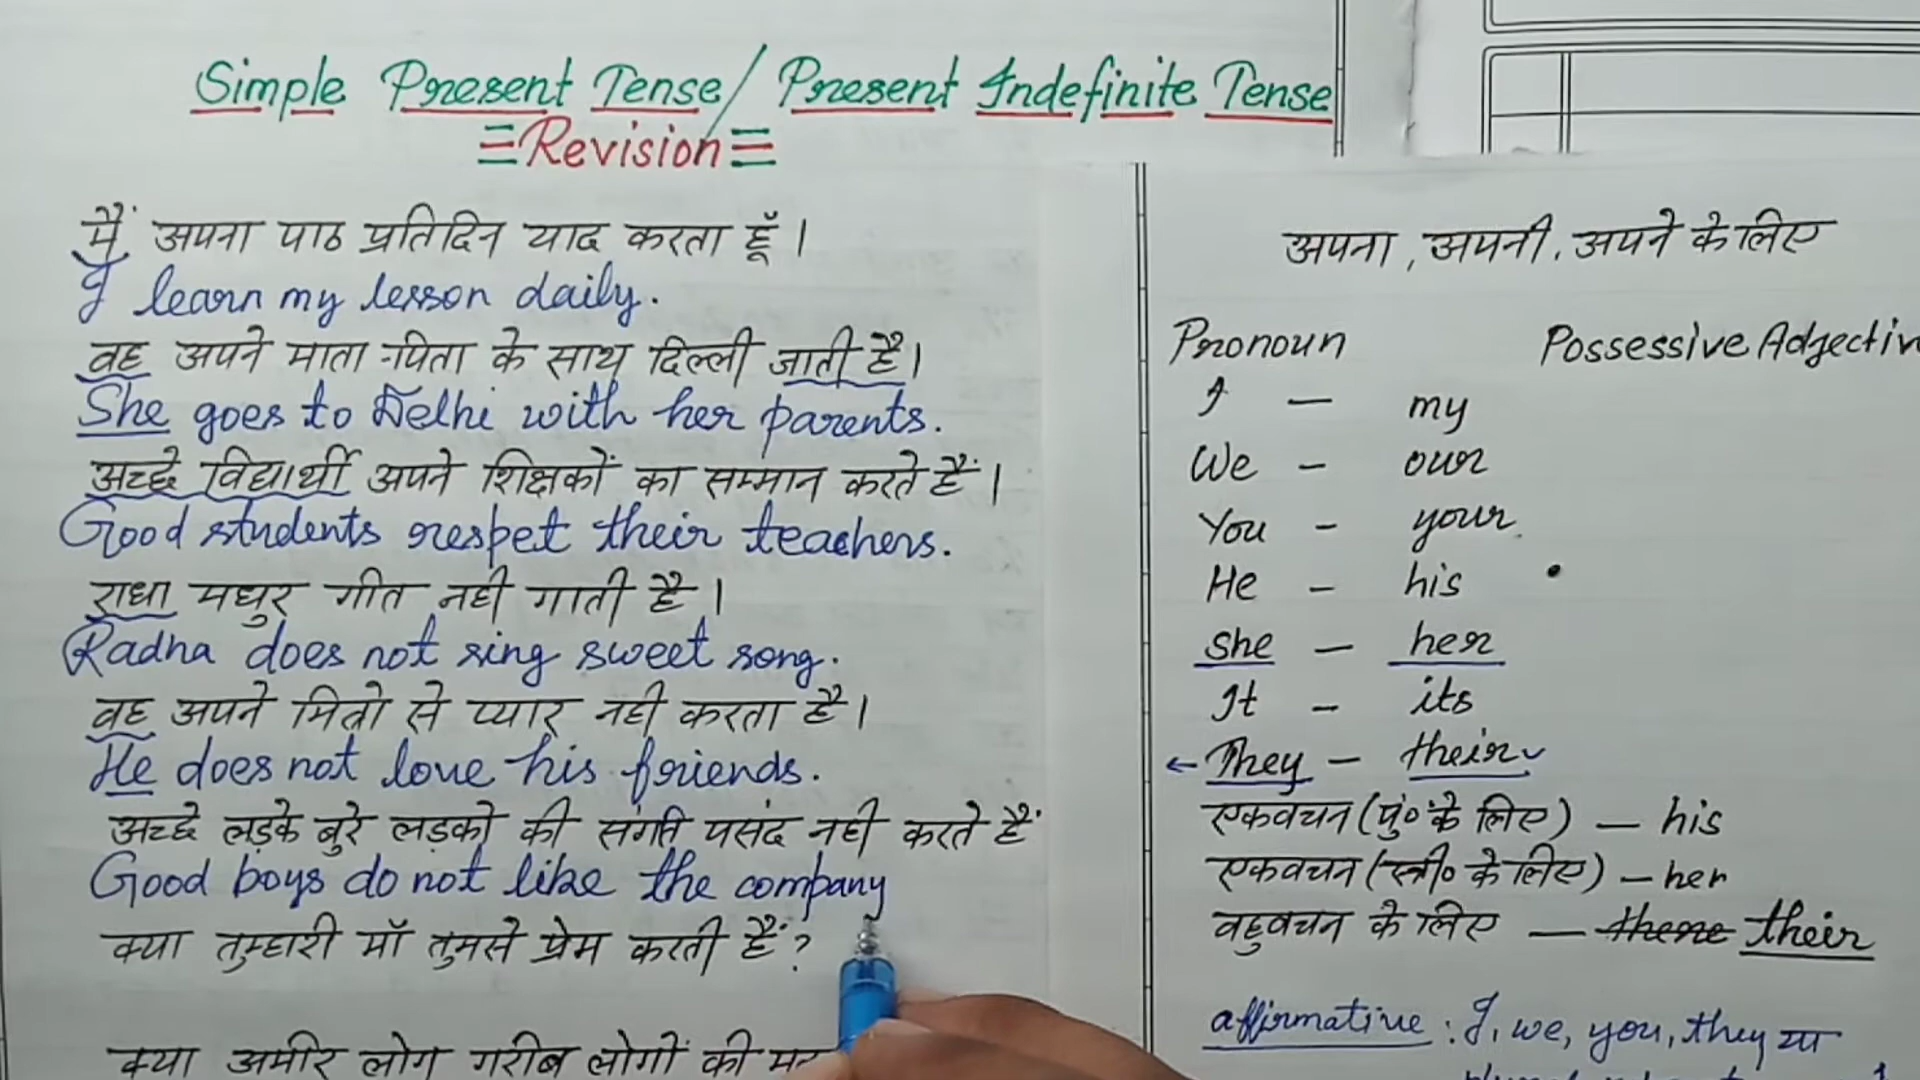 Simple Present Tense/ Present Indefinite Tense
Revision
मैं अपना पाठ प्रतिदिन याद करता हूँ।
I learn my lesson daily.
वह अपने माता-पिता के साथ दिल्ली जाती है।
She goes to Delhi with her parents.
अच्छे विद्यार्थी अपने शिक्षकों का सम्मान करते हैं।
Good students respet their teachers.
राधा मधुर गीत नही गाती है।
Radha does not sing sweet song.
वह अपने मित्रो से प्यार नही करता है।
He does not love his friends.
अच्छे लड़के बुरे लड़को की संगति पसंद नही करते हैं
Good boys do not like the company
क्या तुम्हारी माँ तुमसे प्रेम करती हैं?
क्या अमीर लोग गरीब लोगों की
अपना, अपनी, अपने के लिए
Pronoun Possessive Adjectiv
I — my
We – our
You – your
He – his
She – her
It – its
They – their
एकवचन (पुं० के लिए) — his
एकवचन (स्त्री० के लिए) — her
बहुवचन के लिए — there their
affirmative : I, we, you, they या